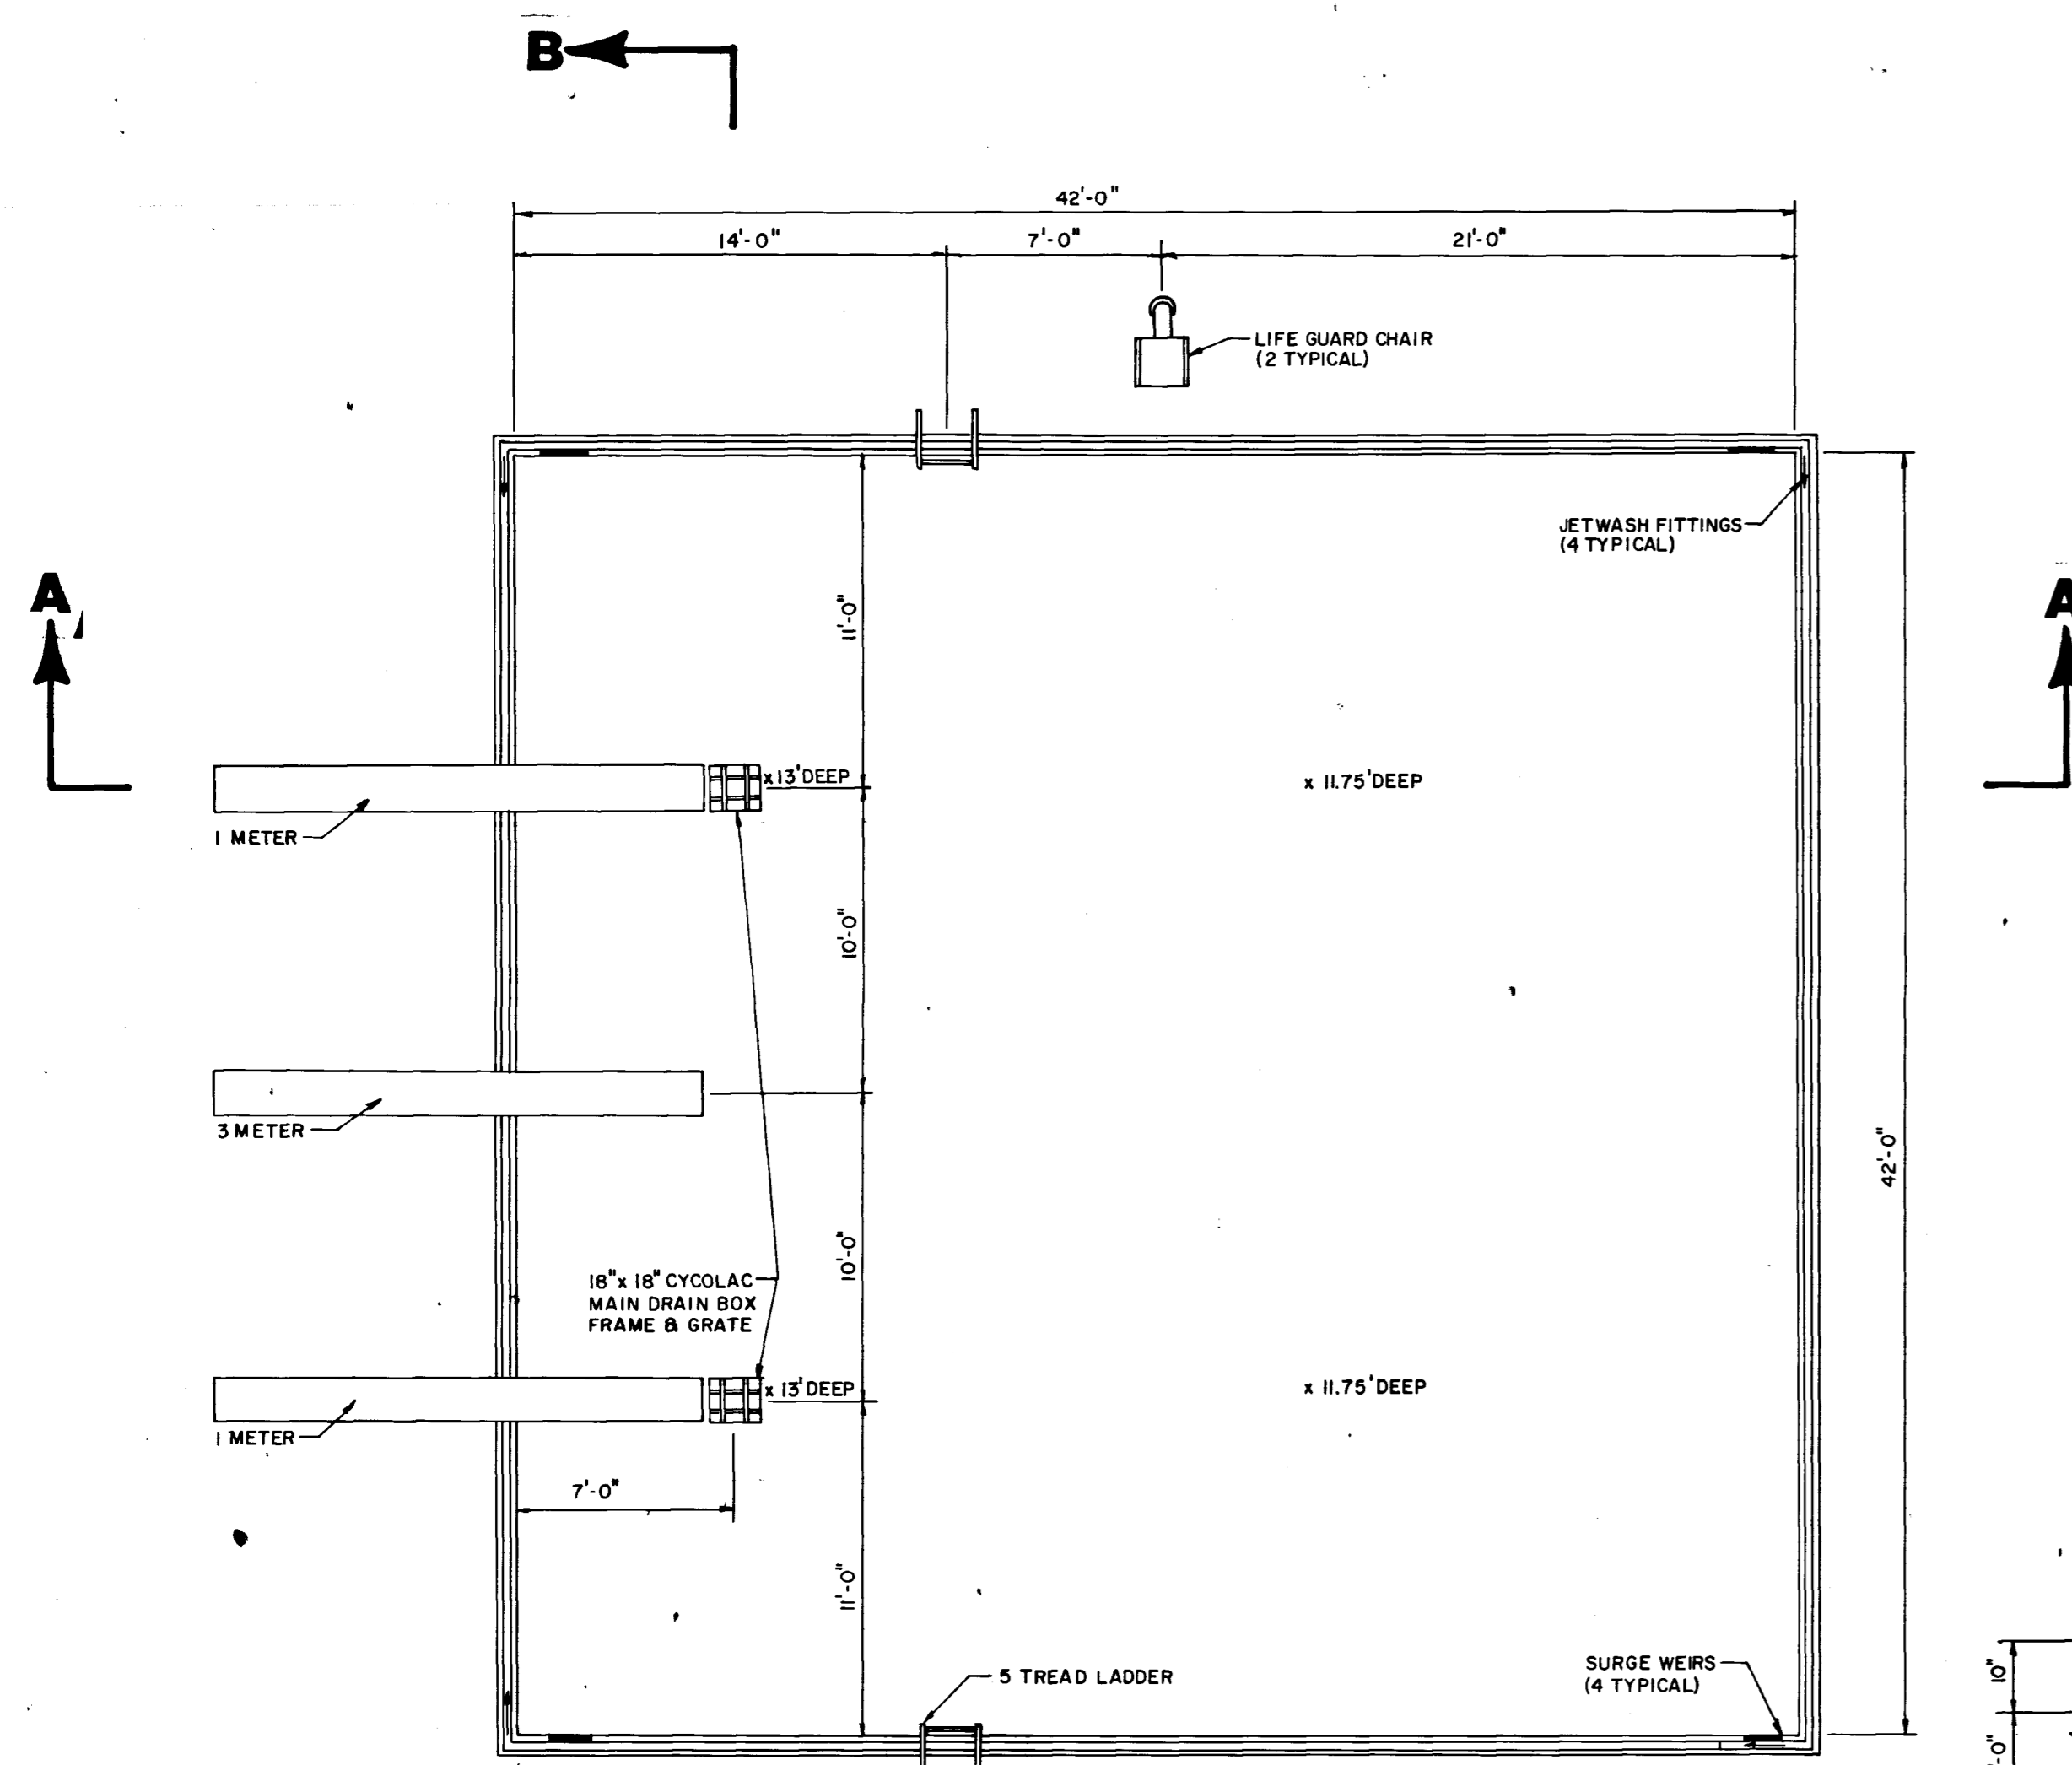 B
42'-0"
14'-0"
7'-0"
21'-0"
LIFE GUARD CHAIR
(2 TYPICAL)
JETWASH FITTINGS
(4 TYPICAL)
A
A
11'-0"
x 13' DEEP
x 11.75' DEEP
1 METER
10'-0"
3 METER
42'-0"
10'-0"
18" x 18" CYCOLAC
MAIN DRAIN BOX
FRAME & GRATE
x 13' DEEP
x 11.75' DEEP
1 METER
7'-0"
11'-0"
5 TREAD LADDER
SURGE WEIRS
(4 TYPICAL)
10"